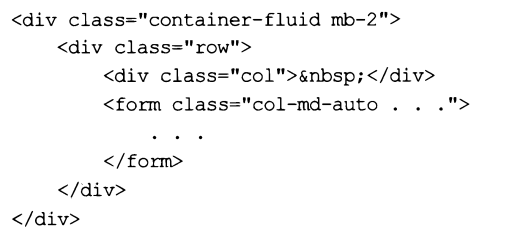 <div class="container-fluid mb-2">
    <div class="row">
        <div class="col">&nbsp;</div>
        <form class="col-md-auto . . .">
            . . .
        </form>
    </div>
</div>